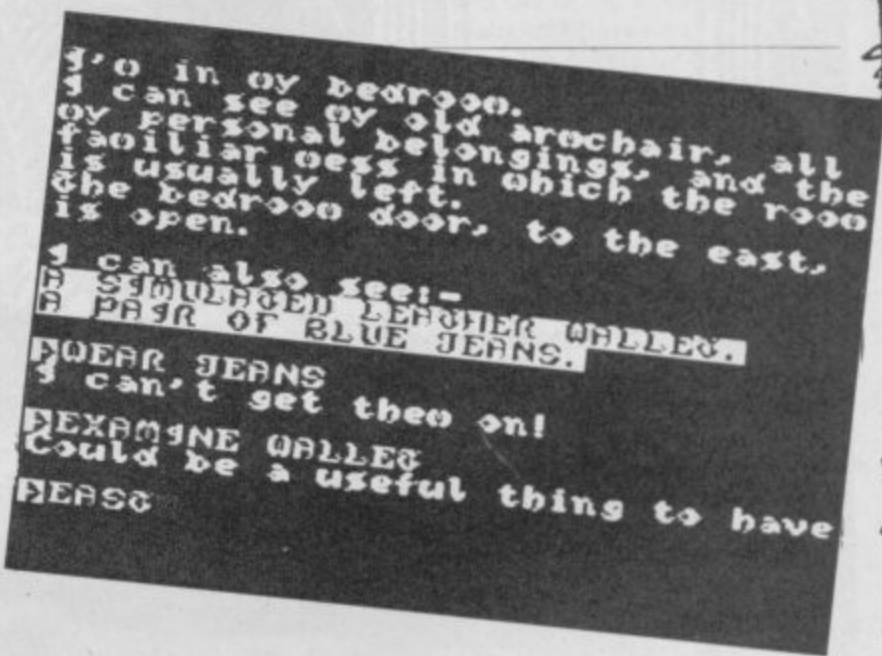 I'm in my bedroom.
I can see my old armchair, all
my personal belongings, and the
familiar mess in which the room
is usually left.
The bedroom door, to the east,
is open.
I can also see:-
A SIMULATED LEATHER WALLET.
A PAIR OF BLUE JEANS.
>WEAR JEANS
I can't get them on!
>EXAMINE WALLET
Could be a useful thing to have
>EAST